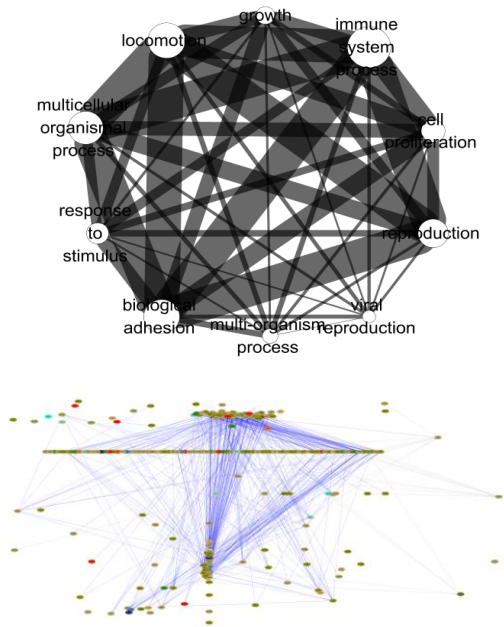 growth
immune
system
process
locomotion
multicellular
organismal
process
cell
proliferation
response
to
stimulus
reproduction
biological
adhesion
multi-organism
process
viral
reproduction